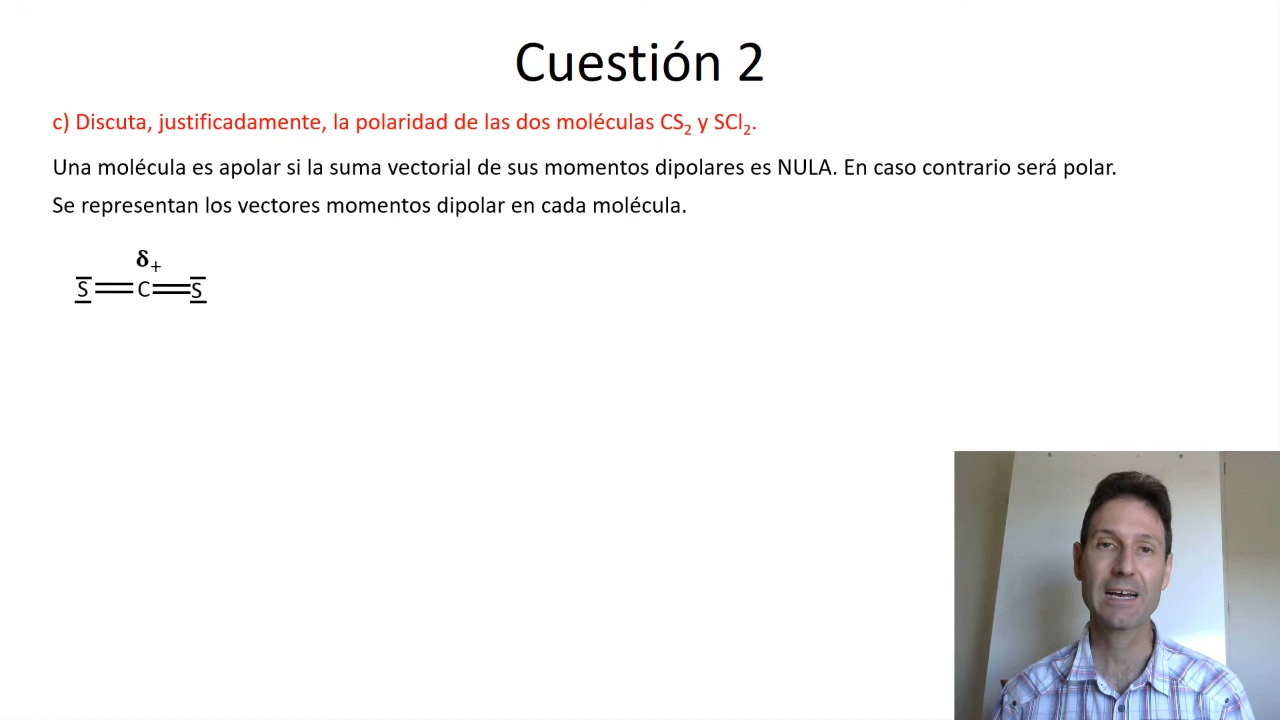 Cuestión 2
c) Discuta, justificadamente, la polaridad de las dos moléculas CS₂ y SCl₂.
Una molécula es apolar si la suma vectorial de sus momentos dipolares es NULA. En caso contrario será polar.
Se representan los vectores momentos dipolar en cada molécula.
δ₊
S C S